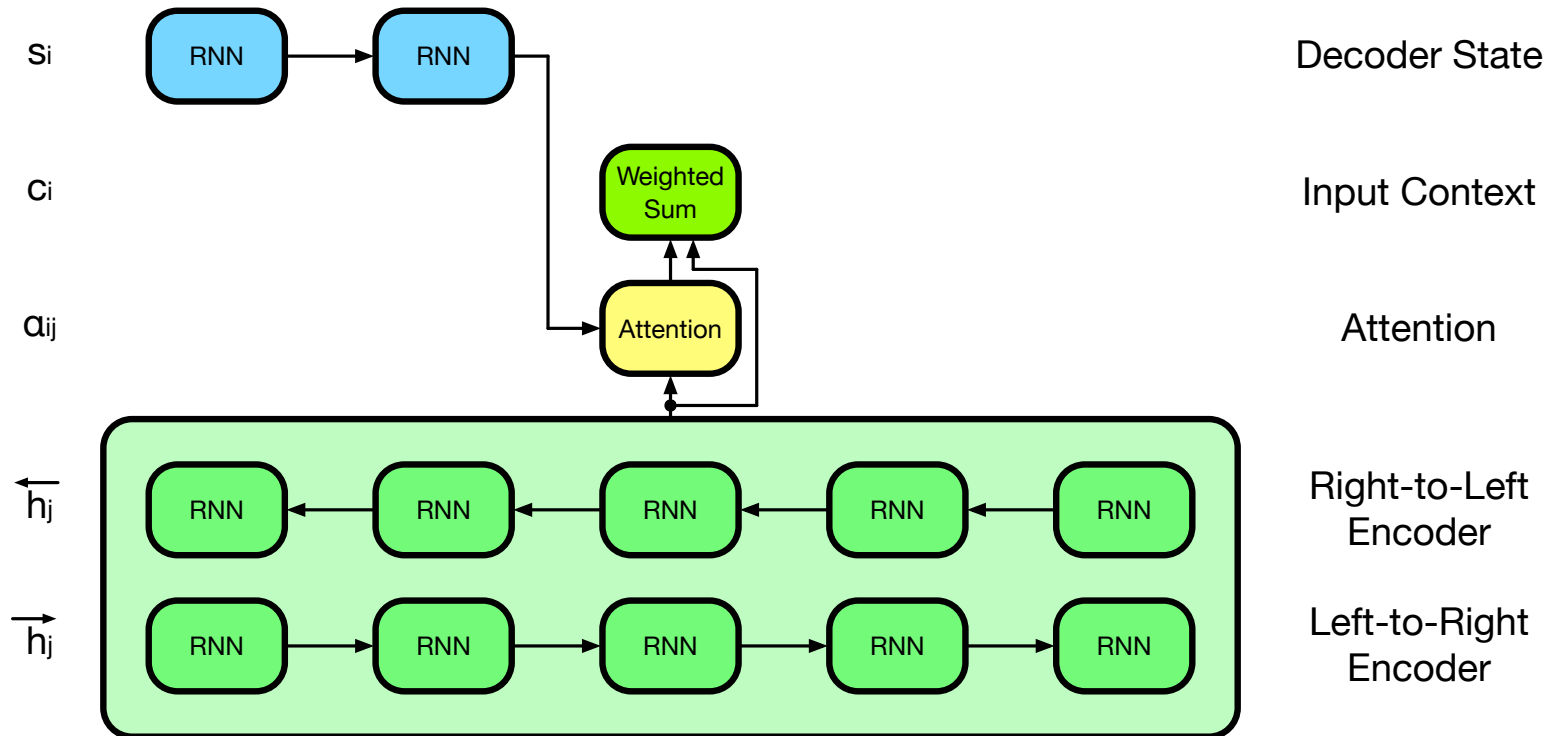 si
RNN
RNN
Decoder State
ci
Weighted
Sum
Input Context
αij
Attention
Attention
hj
RNN
RNN
RNN
RNN
RNN
Right-to-Left
Encoder
hj
RNN
RNN
RNN
RNN
RNN
Left-to-Right
Encoder